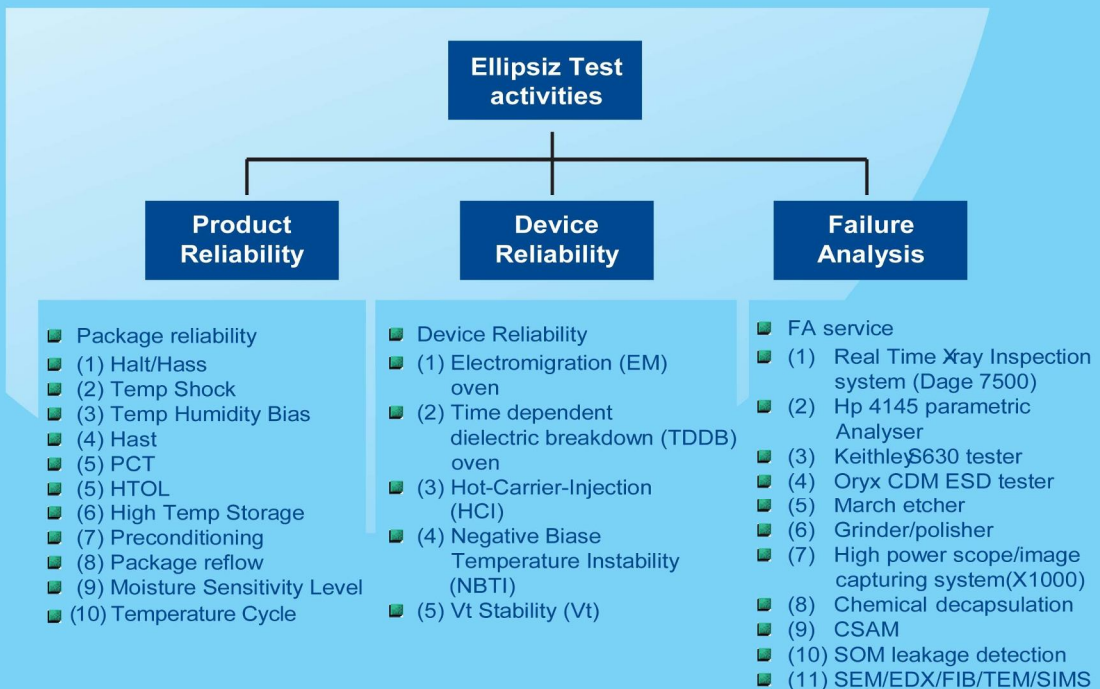 Ellipsiz Test
activities
Product
Reliability
Device
Reliability
Failure
Analysis
Package reliability
(1) Halt/Hass
(2) Temp Shock
(3) Temp Humidity Bias
(4) Hast
(5) PCT
(5) HTOL
(6) High Temp Storage
(7) Preconditioning
(8) Package reflow
(9) Moisture Sensitivity Level
(10) Temperature Cycle
Device Reliability
(1) Electromigration (EM)
oven
(2) Time dependent
dielectric breakdown (TDDB)
oven
(3) Hot-Carrier-Injection
(HCI)
(4) Negative Biase
Temperature Instability
(NBTI)
(5) Vt Stability (Vt)
FA service
(1) Real Time Xray Inspection
system (Dage 7500)
(2) Hp 4145 parametric
Analyser
(3) Keithley S630 tester
(4) Oryx CDM ESD tester
(5) March etcher
(6) Grinder/polisher
(7) High power scope/image
capturing system(X1000)
(8) Chemical decapsulation
(9) CSAM
(10) SOM leakage detection
(11) SEM/EDX/FIB/TEM/SIMS